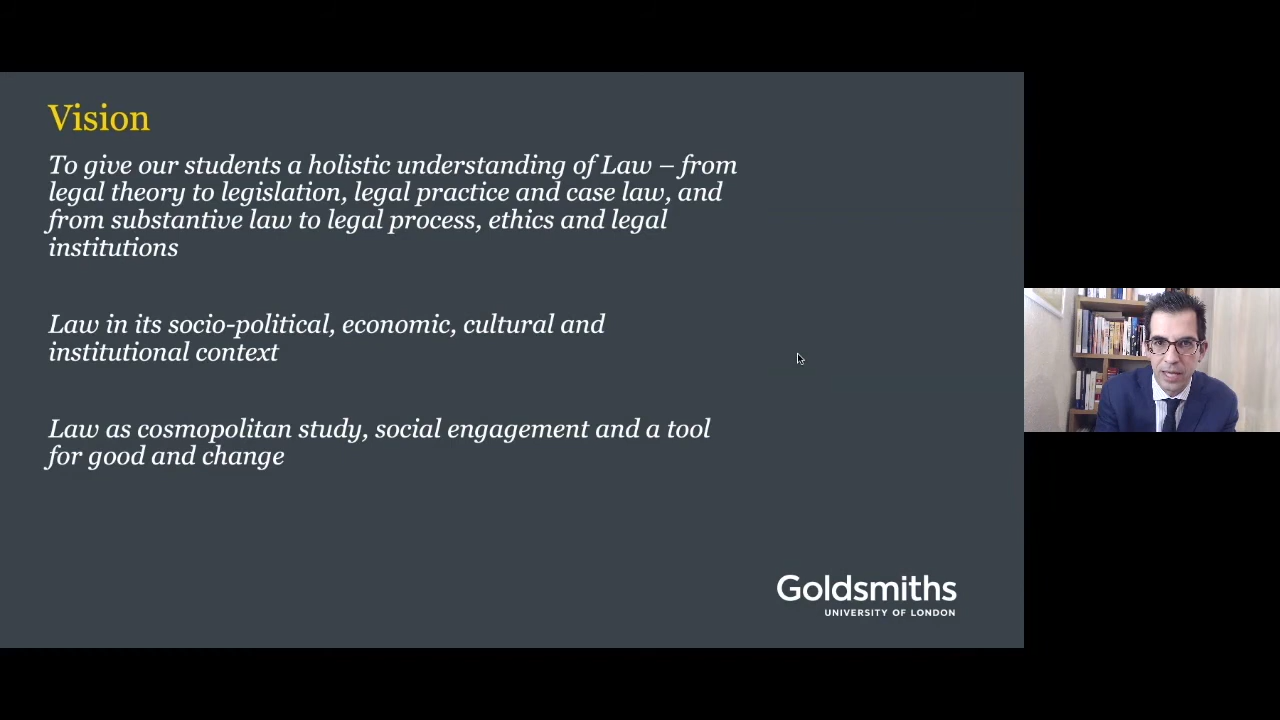 Vision
To give our students a holistic understanding of Law – from
legal theory to legislation, legal practice and case law, and
from substantive law to legal process, ethics and legal
institutions
Law in its socio-political, economic, cultural and
institutional context
Law as cosmopolitan study, social engagement and a tool
for good and change
Goldsmiths
UNIVERSITY OF LONDON